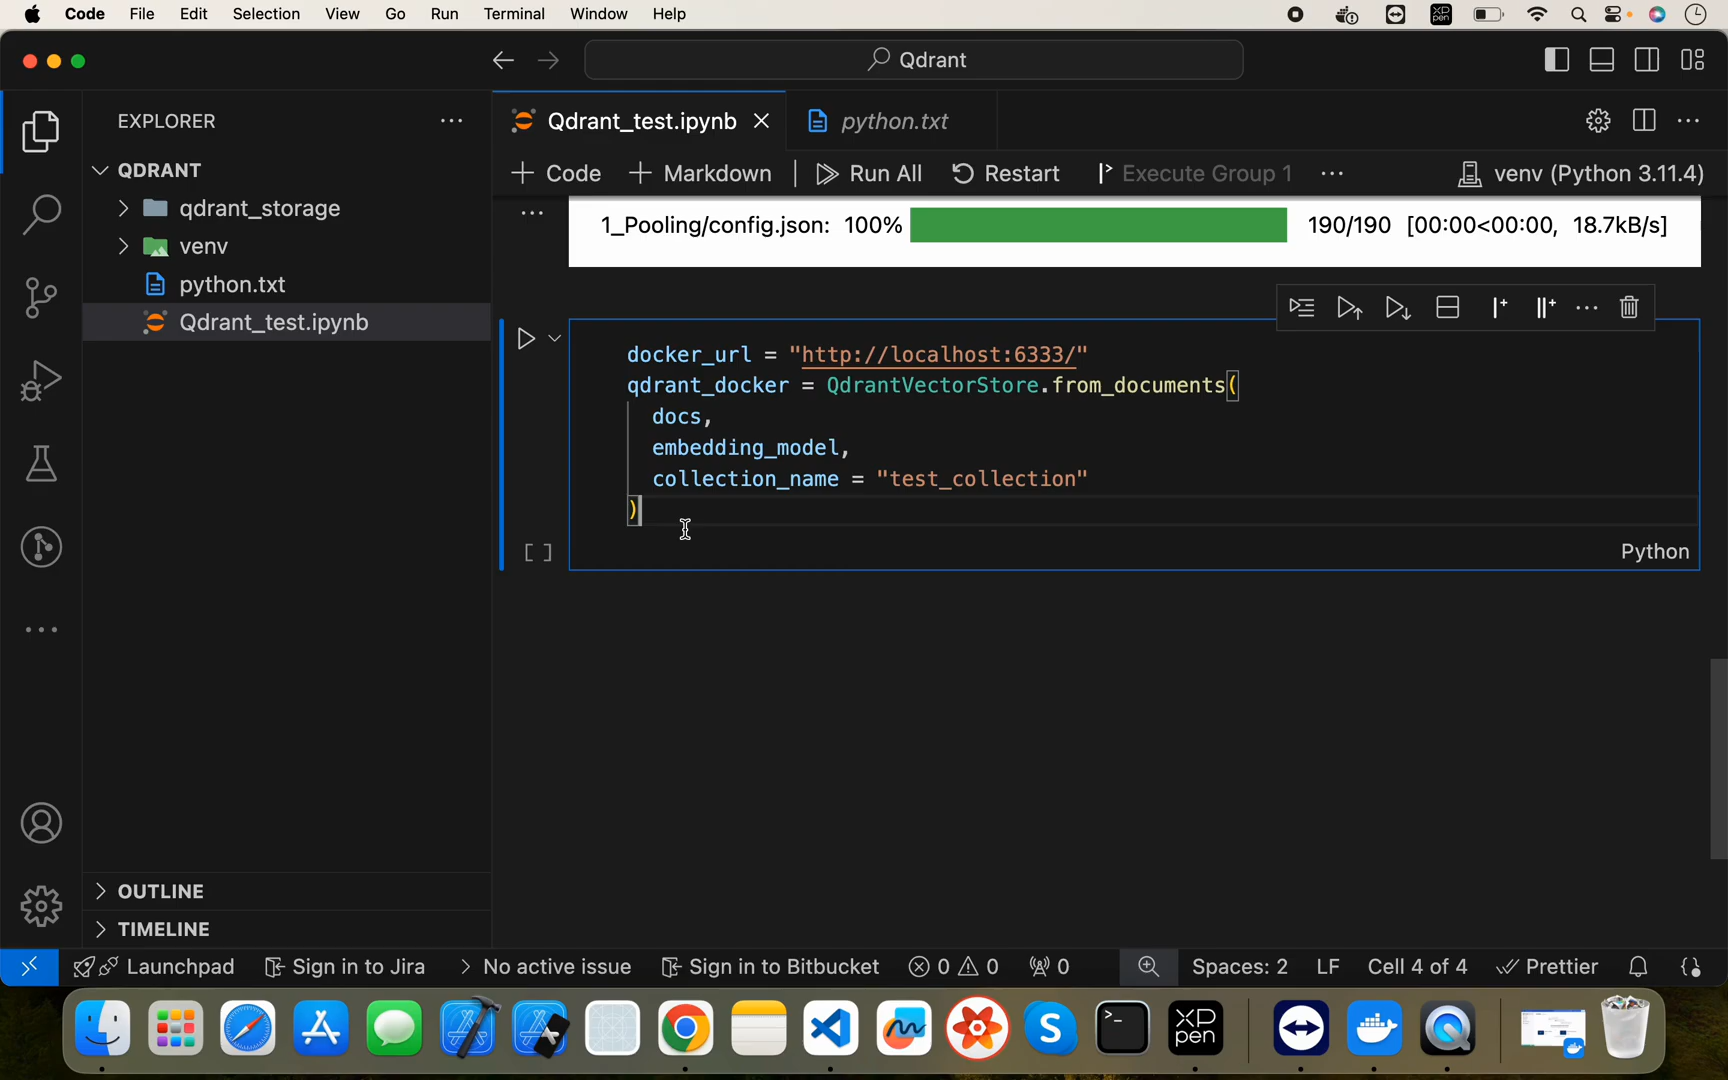 Code File Edit Selection View Go Run Terminal Window Help
Qdrant
EXPLORER
QDRANT
qdrant_storage
venv
python.txt
Qdrant_test.ipynb
OUTLINE
TIMELINE
Qdrant_test.ipynb
python.txt
Code Markdown Run All Restart Execute Group 1 venv (Python 3.11.4)
1_Pooling/config.json: 100% 190/190 [00:00<00:00, 18.7kB/s]
docker_url = "http://localhost:6333/"
qdrant_docker = QdrantVectorStore.from_documents(
docs,
embedding_model,
collection_name = "test_collection"
)
[ ]
Python
Launchpad Sign in to Jira No active issue Sign in to Bitbucket 0 0 0 Spaces: 2 LF Cell 4 of 4 Prettier
S
XP
pen